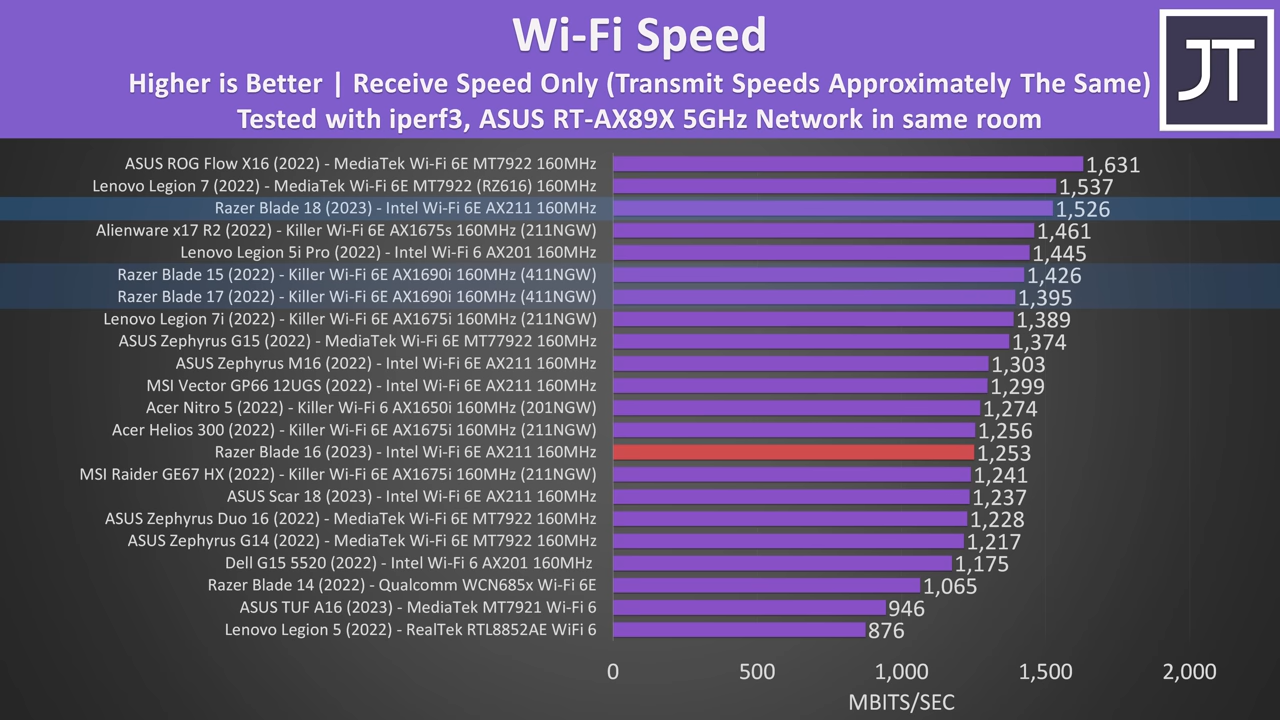 Wi-Fi Speed
JT
Higher is Better | Receive Speed Only (Transmit Speeds Approximately The Same)
Tested with iperf3, ASUS RT-AX89X 5GHz Network in same room
ASUS ROG Flow X16 (2022) - MediaTek Wi-Fi 6E MT7922 160MHz 1,631
Lenovo Legion 7 (2022) - MediaTek Wi-Fi 6E MT7922 (RZ616) 160MHz 1,537
Razer Blade 18 (2023) - Intel Wi-Fi 6E AX211 160MHz 1,526
Alienware x17 R2 (2022) - Killer Wi-Fi 6E AX1675s 160MHz (211NGW) 1,461
Lenovo Legion 5i Pro (2022) - Intel Wi-Fi 6 AX201 160MHz 1,445
Razer Blade 15 (2022) - Killer Wi-Fi 6E AX1690i 160MHz (411NGW) 1,426
Razer Blade 17 (2022) - Killer Wi-Fi 6E AX1690i 160MHz (411NGW) 1,395
Lenovo Legion 7i (2022) - Killer Wi-Fi 6E AX1675i 160MHz (211NGW) 1,389
ASUS Zephyrus G15 (2022) - MediaTek Wi-Fi 6E MT77922 160MHz 1,374
ASUS Zephyrus M16 (2022) - Intel Wi-Fi 6E AX211 160MHz 1,303
MSI Vector GP66 12UGS (2022) - Intel Wi-Fi 6E AX211 160MHz 1,299
Acer Nitro 5 (2022) - Killer Wi-Fi 6 AX1650i 160MHz (201NGW) 1,274
Acer Helios 300 (2022) - Killer Wi-Fi 6E AX1675i 160MHz (211NGW) 1,256
Razer Blade 16 (2023) - Intel Wi-Fi 6E AX211 160MHz 1,253
MSI Raider GE67 HX (2022) - Killer Wi-Fi 6E AX1675i 160MHz (211NGW) 1,241
ASUS Scar 18 (2023) - Intel Wi-Fi 6E AX211 160MHz 1,237
ASUS Zephyrus Duo 16 (2022) - MediaTek Wi-Fi 6E MT7922 160MHz 1,228
ASUS Zephyrus G14 (2022) - MediaTek Wi-Fi 6E MT7922 160MHz 1,217
Dell G15 5520 (2022) - Intel Wi-Fi 6 AX201 160MHz 1,175
Razer Blade 14 (2022) - Qualcomm WCN685x Wi-Fi 6E 1,065
ASUS TUF A16 (2023) - MediaTek MT7921 Wi-Fi 6 946
Lenovo Legion 5 (2022) - RealTek RTL8852AE WiFi 6 876
0 500 1,000 1,500 2,000
MBITS/SEC